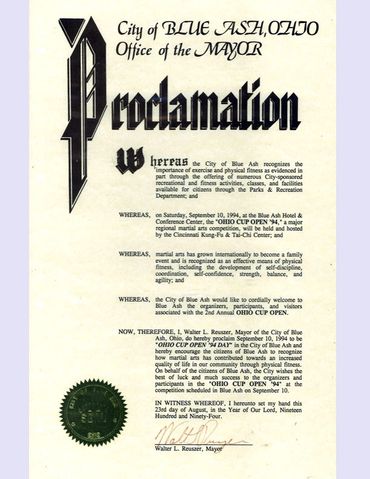 City of BLUE ASH, OHIO
Office of the MAYOR
Proclamation
Whereas the City of Blue Ash recognizes the
importance of exercise and physical fitness as evidenced in
part through the offering of numerous City-sponsored
recreational and fitness activities, classes, and facilities
available for citizens through the Parks & Recreation
Department; and
WHEREAS, on Saturday, September 10, 1994, at the Blue Ash Hotel &
Conference Center, the "OHIO CUP OPEN '94," a major
regional martial arts competition, will be held and hosted
by the Cincinnati Kung-Fu & Tai-Chi Center; and
WHEREAS, martial arts has grown internationally to become a family
event and is recognized as an effective means of physical
fitness, including the development of self-discipline,
coordination, self-confidence, strength, balance, and
agility; and
WHEREAS, the City of Blue Ash would like to cordially welcome to
Blue Ash the organizers, participants, and visitors
associated with the 2nd Annual OHIO CUP OPEN.
NOW, THEREFORE, I, Walter L. Reuszer, Mayor of the City of Blue
Ash, Ohio, do hereby proclaim September 10, 1994 to be
"OHIO CUP OPEN '94 DAY" in the City of Blue Ash and
hereby encourage the citizens of Blue Ash to recognize
how martial arts has contributed towards an increased
quality of life in our community through physical fitness.
On behalf of the citizens of Blue Ash, the City wishes the
best of luck and much success to the organizers and
participants in the "OHIO CUP OPEN '94" at the
competition scheduled in Blue Ash on September 10.
IN WITNESS WHEREOF, I hereunto set my hand this
23rd day of August, in the Year of Our Lord, Nineteen
Hundred and Ninety-Four.
Walter L. Reuszer, Mayor